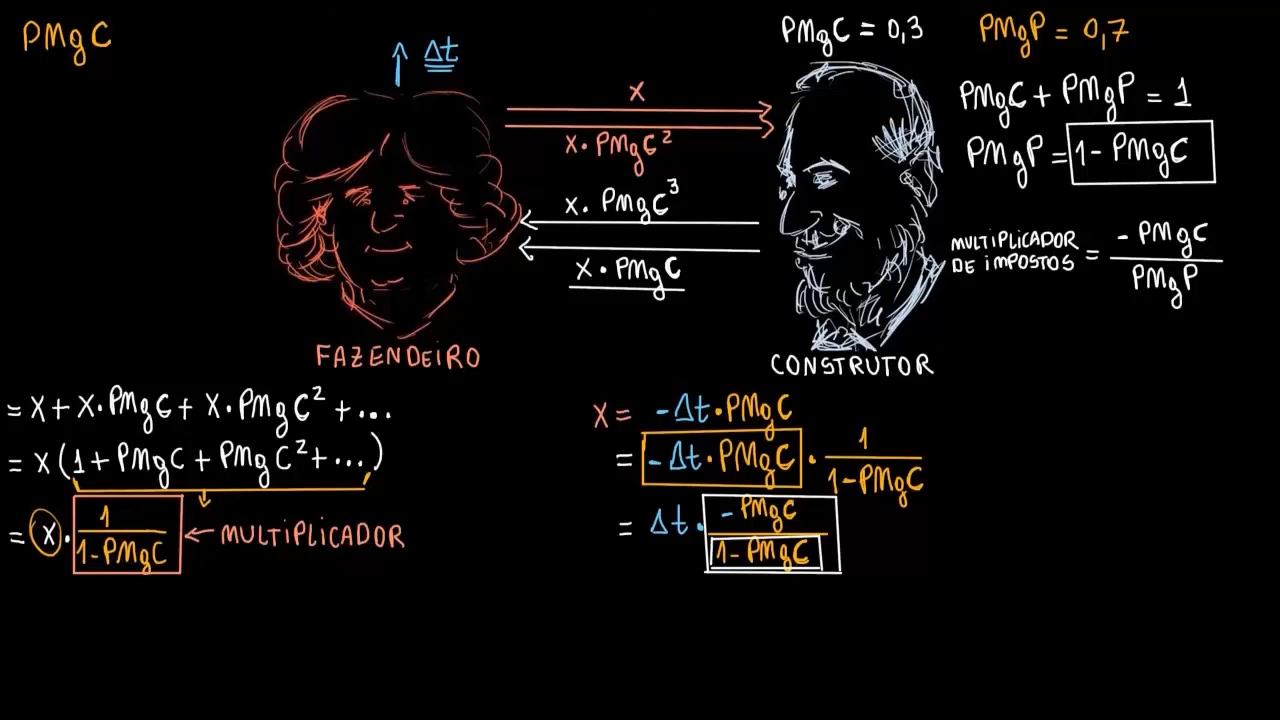 PMgC
Δt
x
x· PMgC²
x· PMgC³
x· PMgC
FAZENDEIRO
CONSTRUTOR
PMgC = 0,3
PMgP = 0,7
PMgC + PMgP = 1
PMgP = 1- PMgC
MULTIPLICADOR DE IMPOSTOS = - PMgC / PMgP
= x + x· PMgC + x· PMgC² + ...
= x (1 + PMgC + PMgC² + ...)
= x · 1 / 1-PMgC ← MULTIPLICADOR
x = -Δt·PMgC
= -Δt·PMgC · 1 / 1-PMgC
= Δt · -PMgC / 1-PMgC